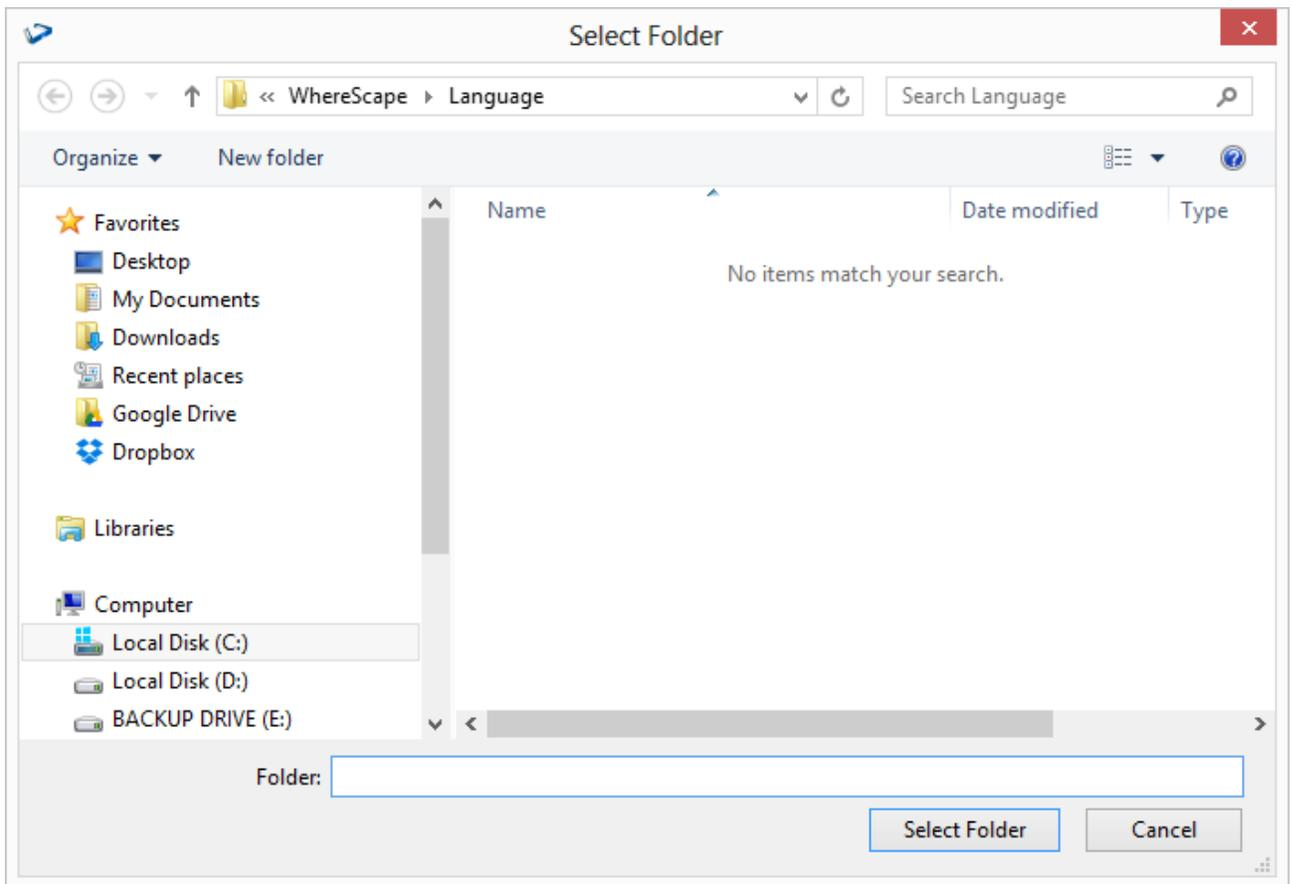 Select Folder
« WhereScape Language
Search Language
Organize New folder
Favorites
Desktop
My Documents
Downloads
Recent places
Google Drive
Dropbox
Libraries
Computer
Local Disk (C:)
Local Disk (D:)
BACKUP DRIVE (E:)
Name Date modified Type
No items match your search.
Folder:
Select Folder Cancel